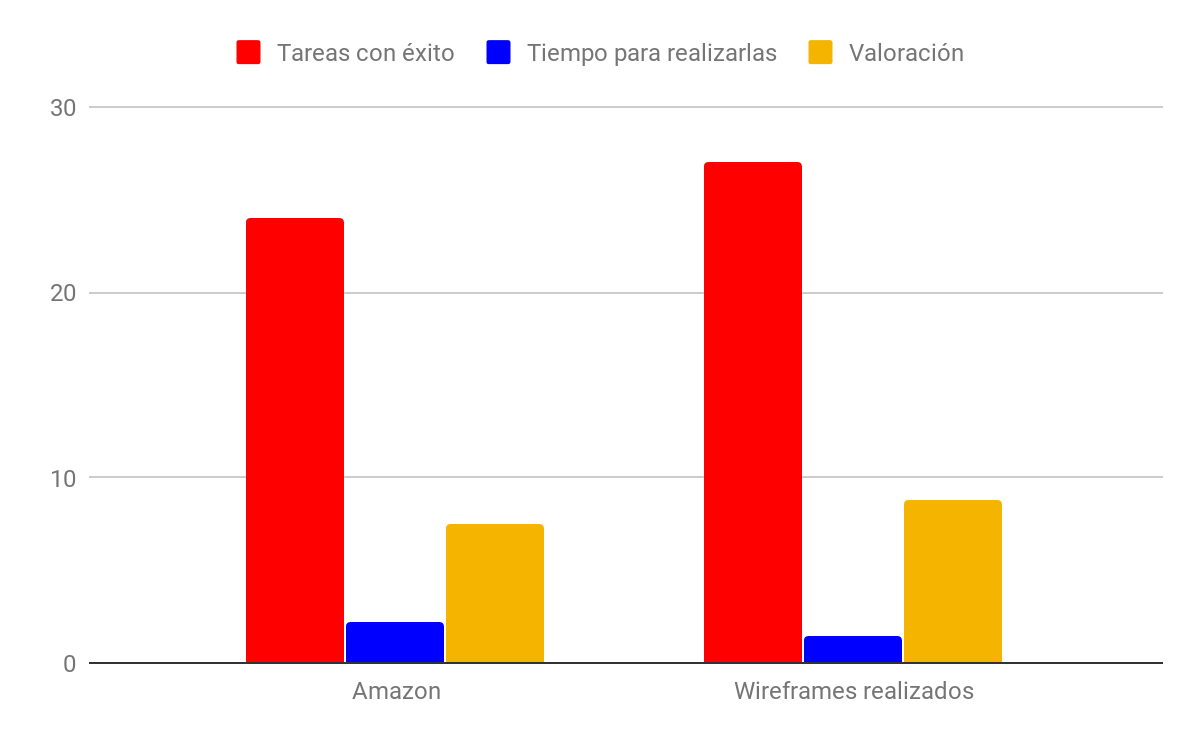 Tareas con éxito Tiempo para realizarlas Valoración
30
20
10
0
Amazon Wireframes realizados